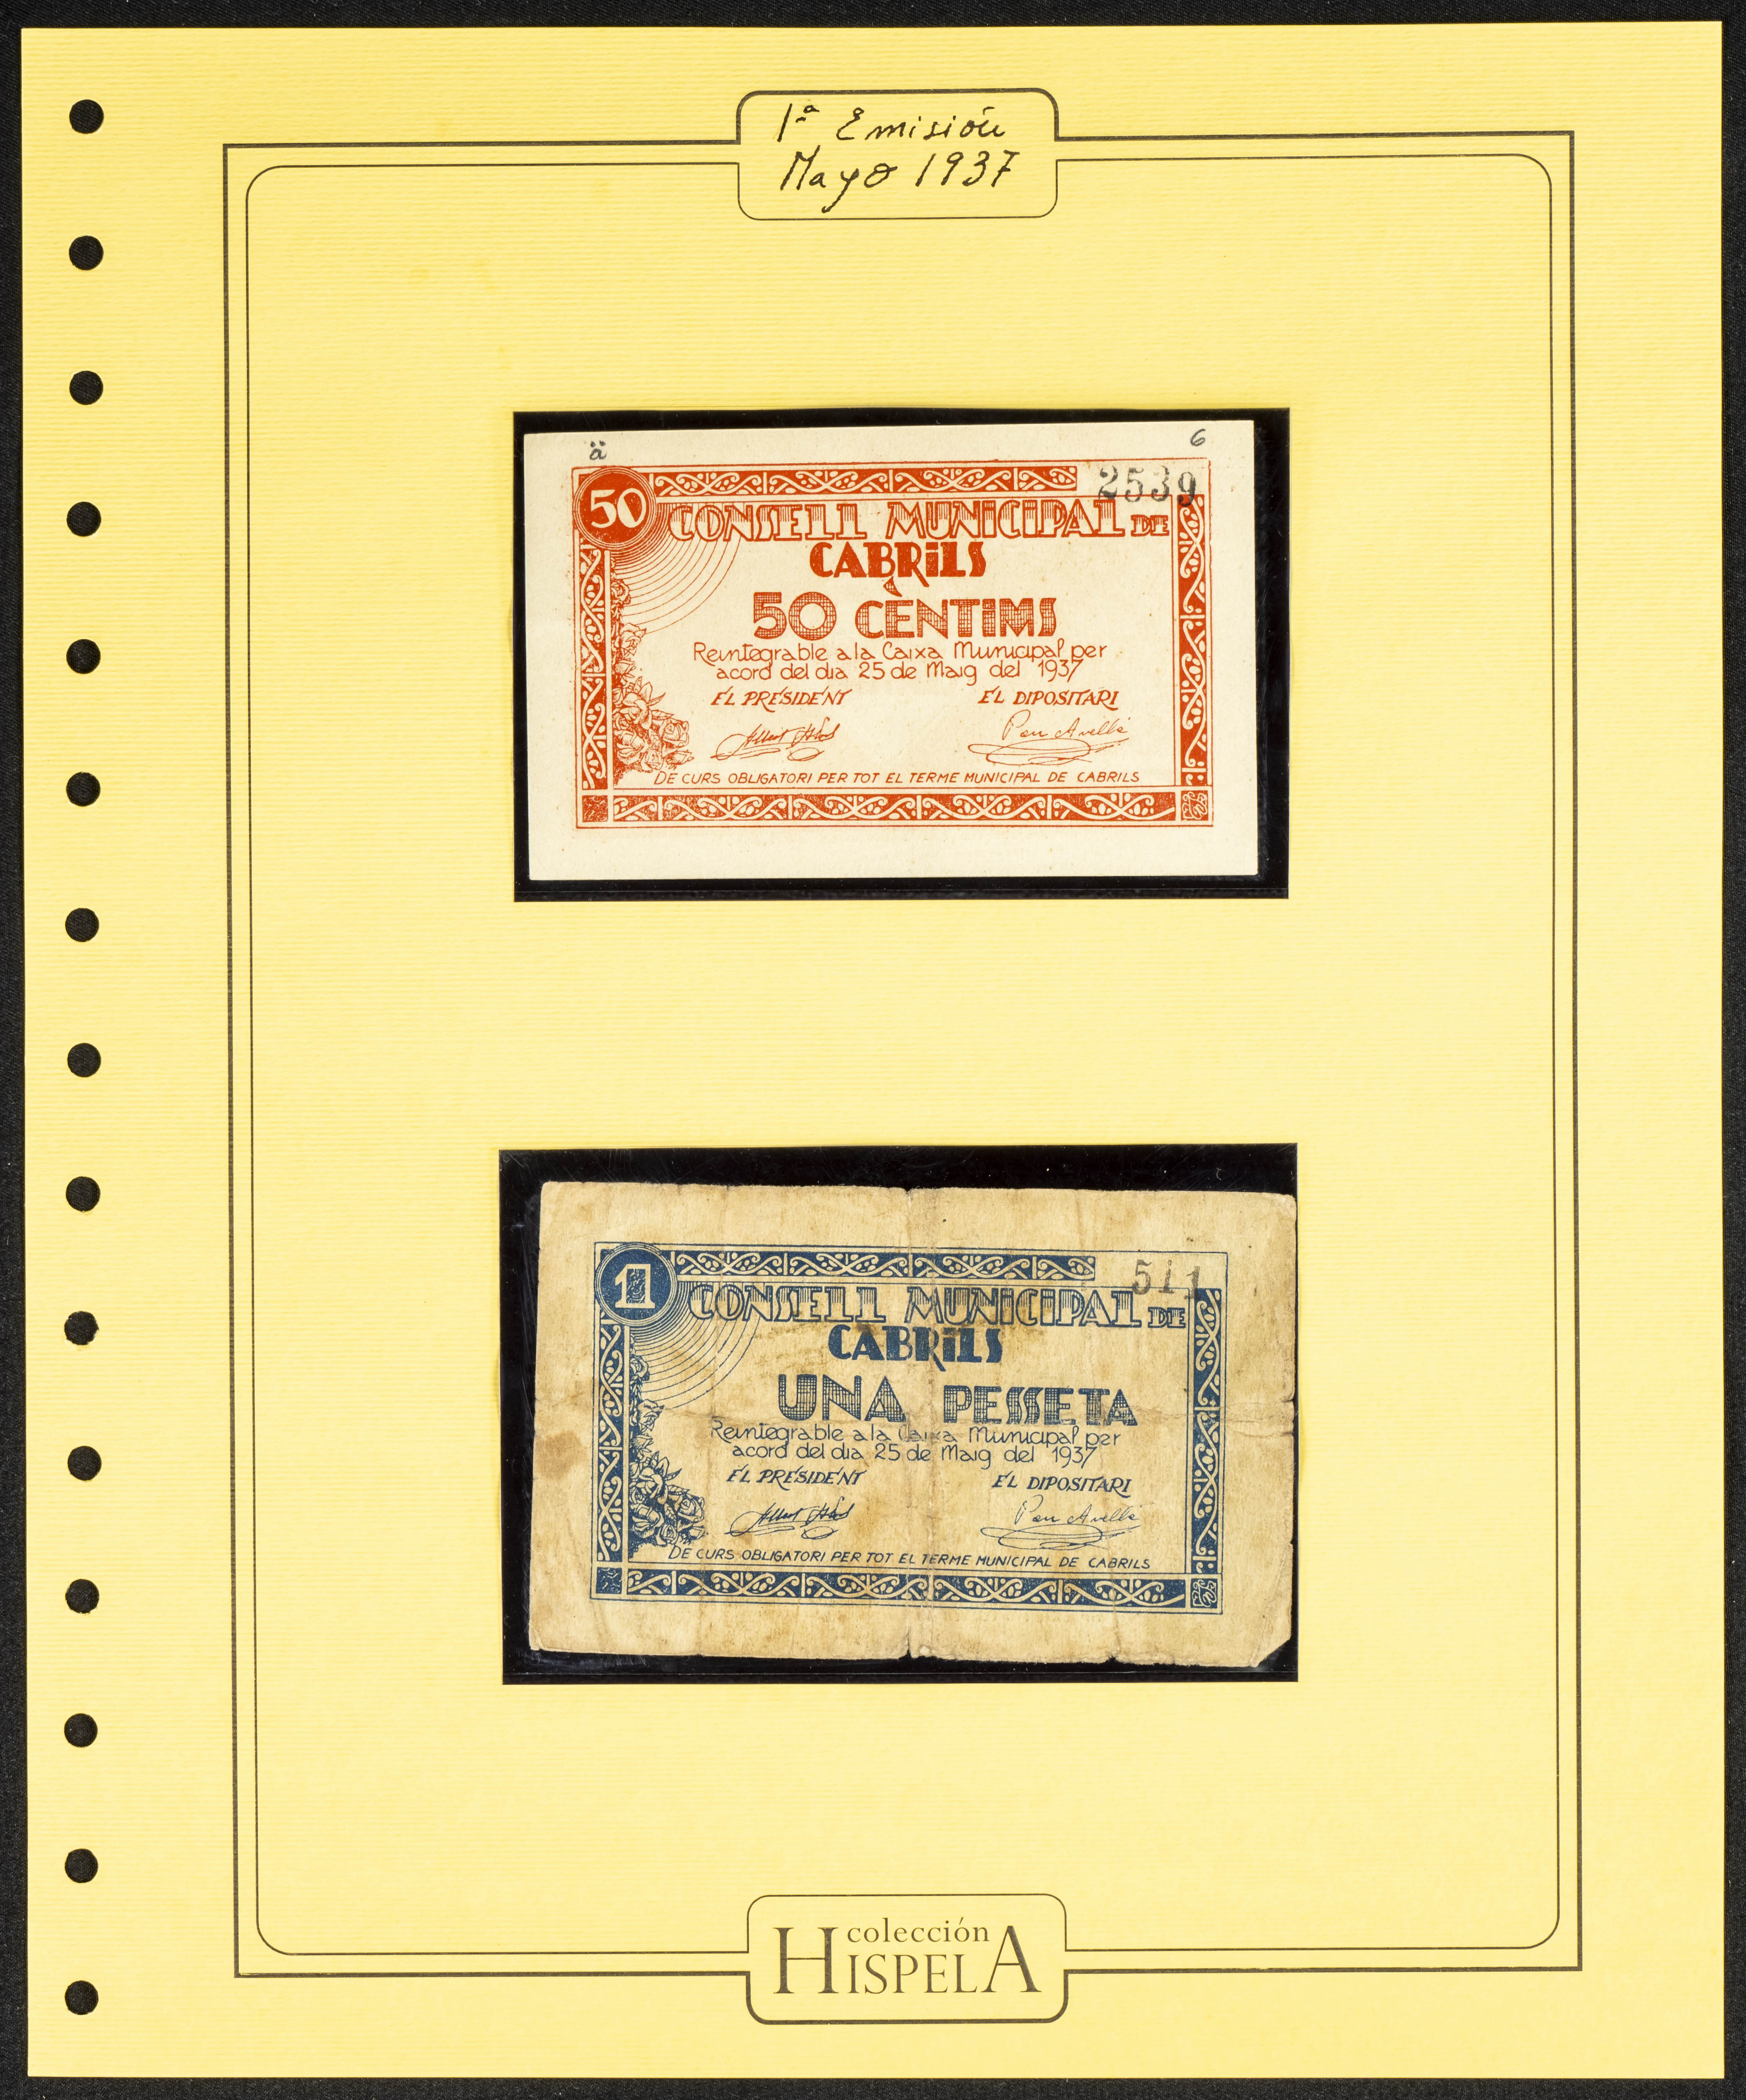 1ª Emisión
Mayo 1937
ä 6
2539
50
CONSELL MUNICIPAL DE
CABRILS
50 CÈNTIMS
Reintegrable a la Caixa Municipal per
acord del dia 25 de Maig del 1937
EL PRESIDENT EL DIPOSITARI
Pau Avellà
DE CURS OBLIGATORI PER TOT EL TERME MUNICIPAL DE CABRILS
511
1
CONSELL MUNICIPAL DE
CABRILS
UNA PESSETA
Reintegrable a la Caixa Municipal per
acord del dia 25 de Maig del 1937
EL PRESIDENT EL DIPOSITARI
Pau Avellà
DE CURS OBLIGATORI PER TOT EL TERME MUNICIPAL DE CABRILS
colección
HISPELA